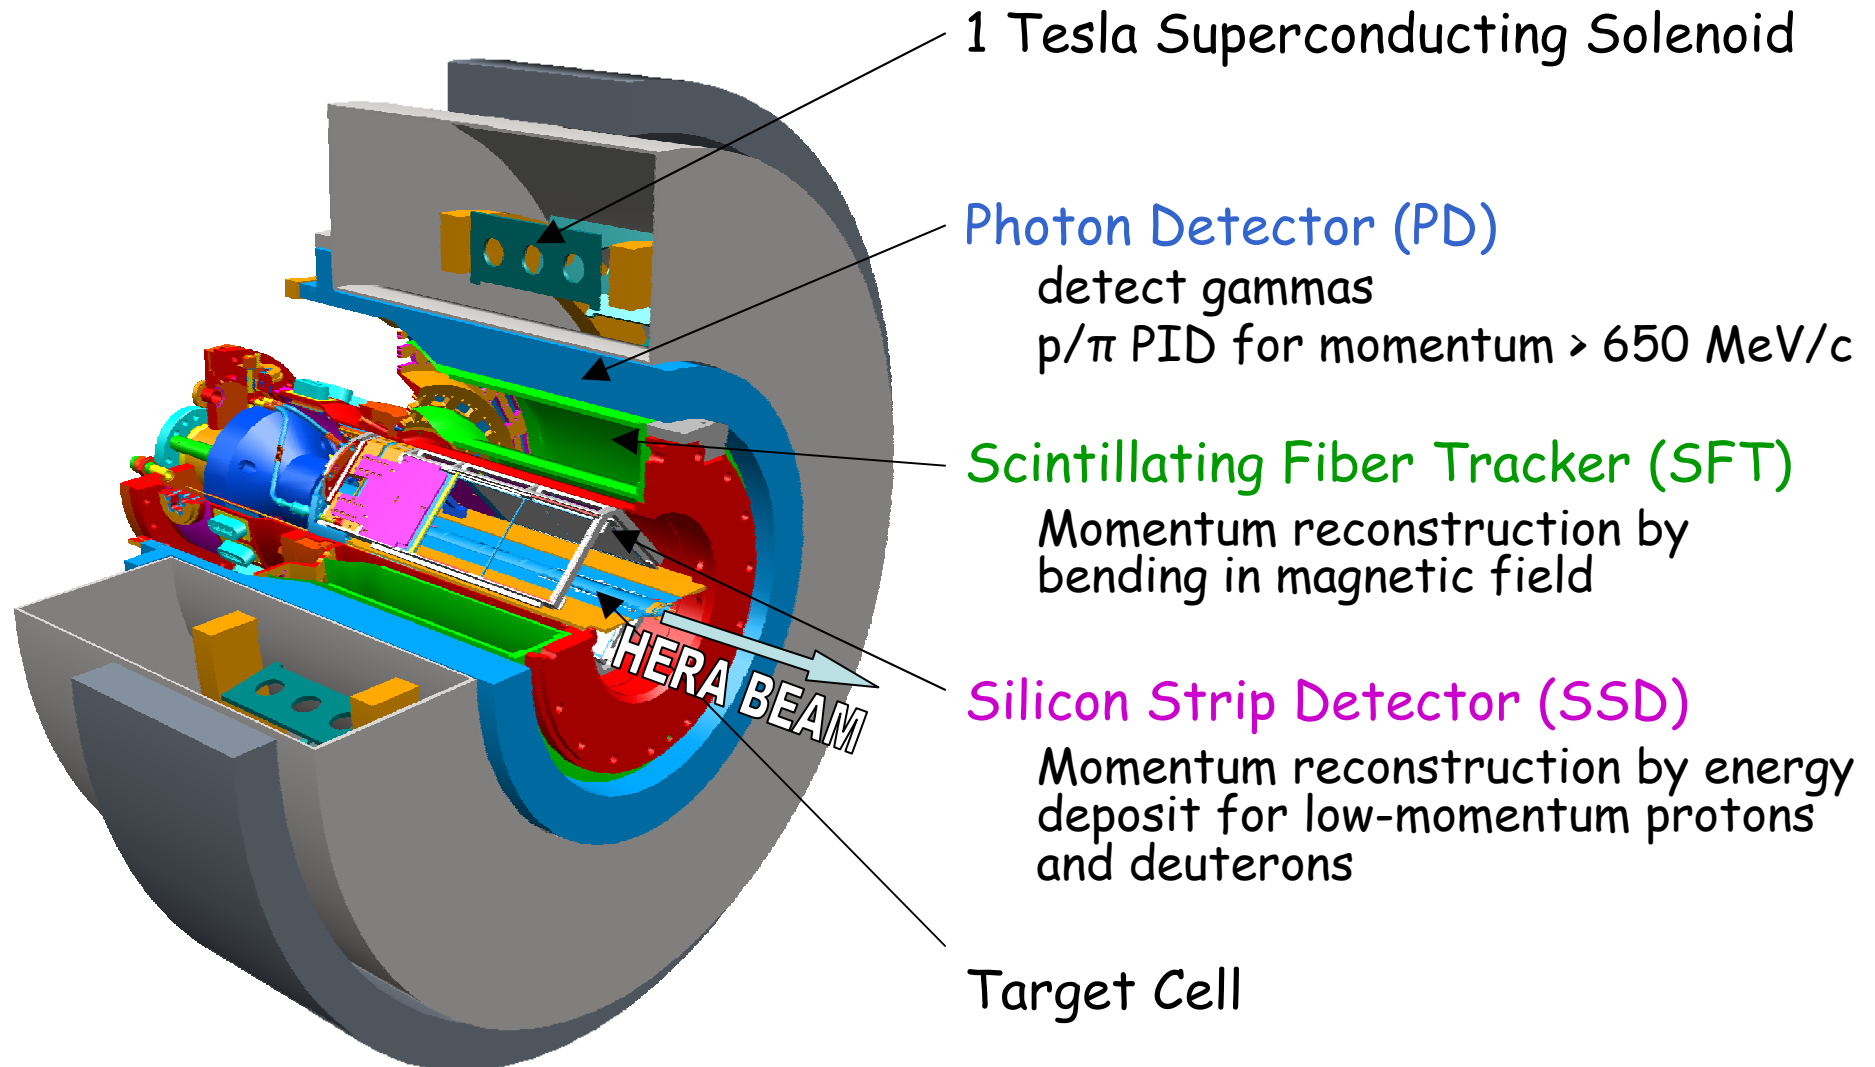 1 Tesla Superconducting Solenoid
Photon Detector (PD)
detect gammas
p/π PID for momentum > 650 MeV/c
Scintillating Fiber Tracker (SFT)
Momentum reconstruction by
bending in magnetic field
HERA BEAM
Silicon Strip Detector (SSD)
Momentum reconstruction by energy
deposit for low-momentum protons
and deuterons
Target Cell